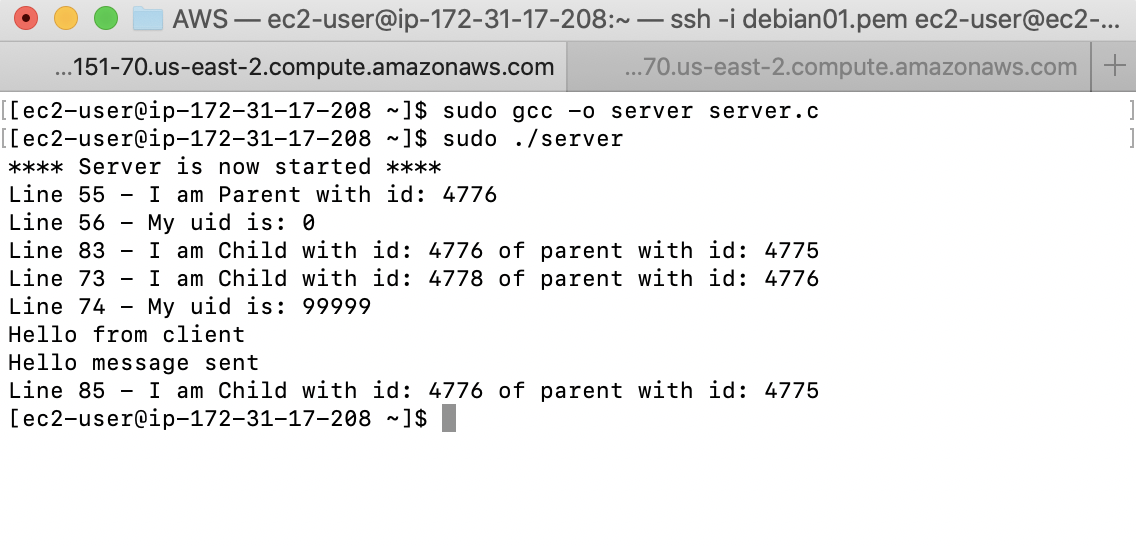 AWS — ec2-user@ip-172-31-17-208:~ — ssh -i debian01.pem ec2-user@ec2-...
...151-70.us-east-2.compute.amazonaws.com ...70.us-east-2.compute.amazonaws.com +
[[ec2-user@ip-172-31-17-208 ~]$ sudo gcc -o server server.c ]
[[ec2-user@ip-172-31-17-208 ~]$ sudo ./server ]
**** Server is now started ****
Line 55 - I am Parent with id: 4776
Line 56 - My uid is: 0
Line 83 - I am Child with id: 4776 of parent with id: 4775
Line 73 - I am Child with id: 4778 of parent with id: 4776
Line 74 - My uid is: 99999
Hello from client
Hello message sent
Line 85 - I am Child with id: 4776 of parent with id: 4775
[ec2-user@ip-172-31-17-208 ~]$